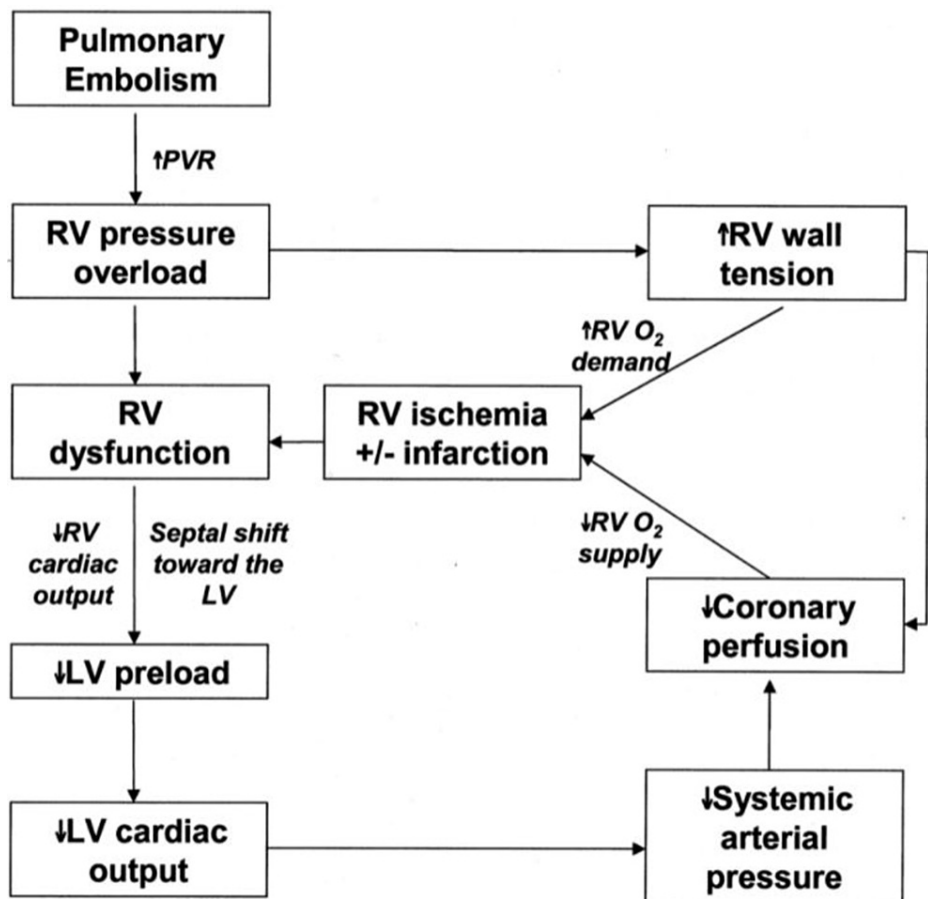 Pulmonary
Embolism
↑PVR
RV pressure
overload
↑RV wall
tension
↑RV O₂
demand
RV
dysfunction
RV ischemia
+/- infarction
↓RV
cardiac
output
Septal shift
toward the
LV
↓RV O₂
supply
↓Coronary
perfusion
↓LV preload
↓LV cardiac
output
↓Systemic
arterial
pressure